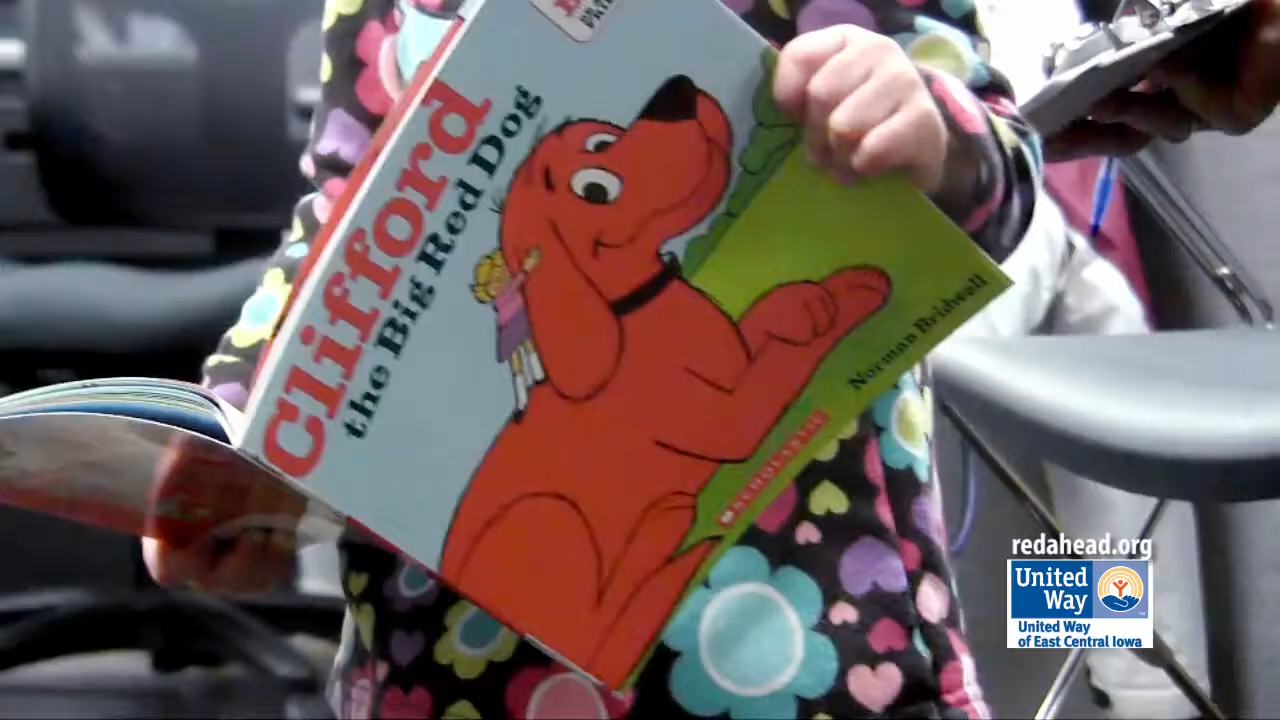 Clifford
the Big Red Dog
Norman Bridwell
SCHOLASTIC
redahead.org
United
Way
United Way
of East Central Iowa